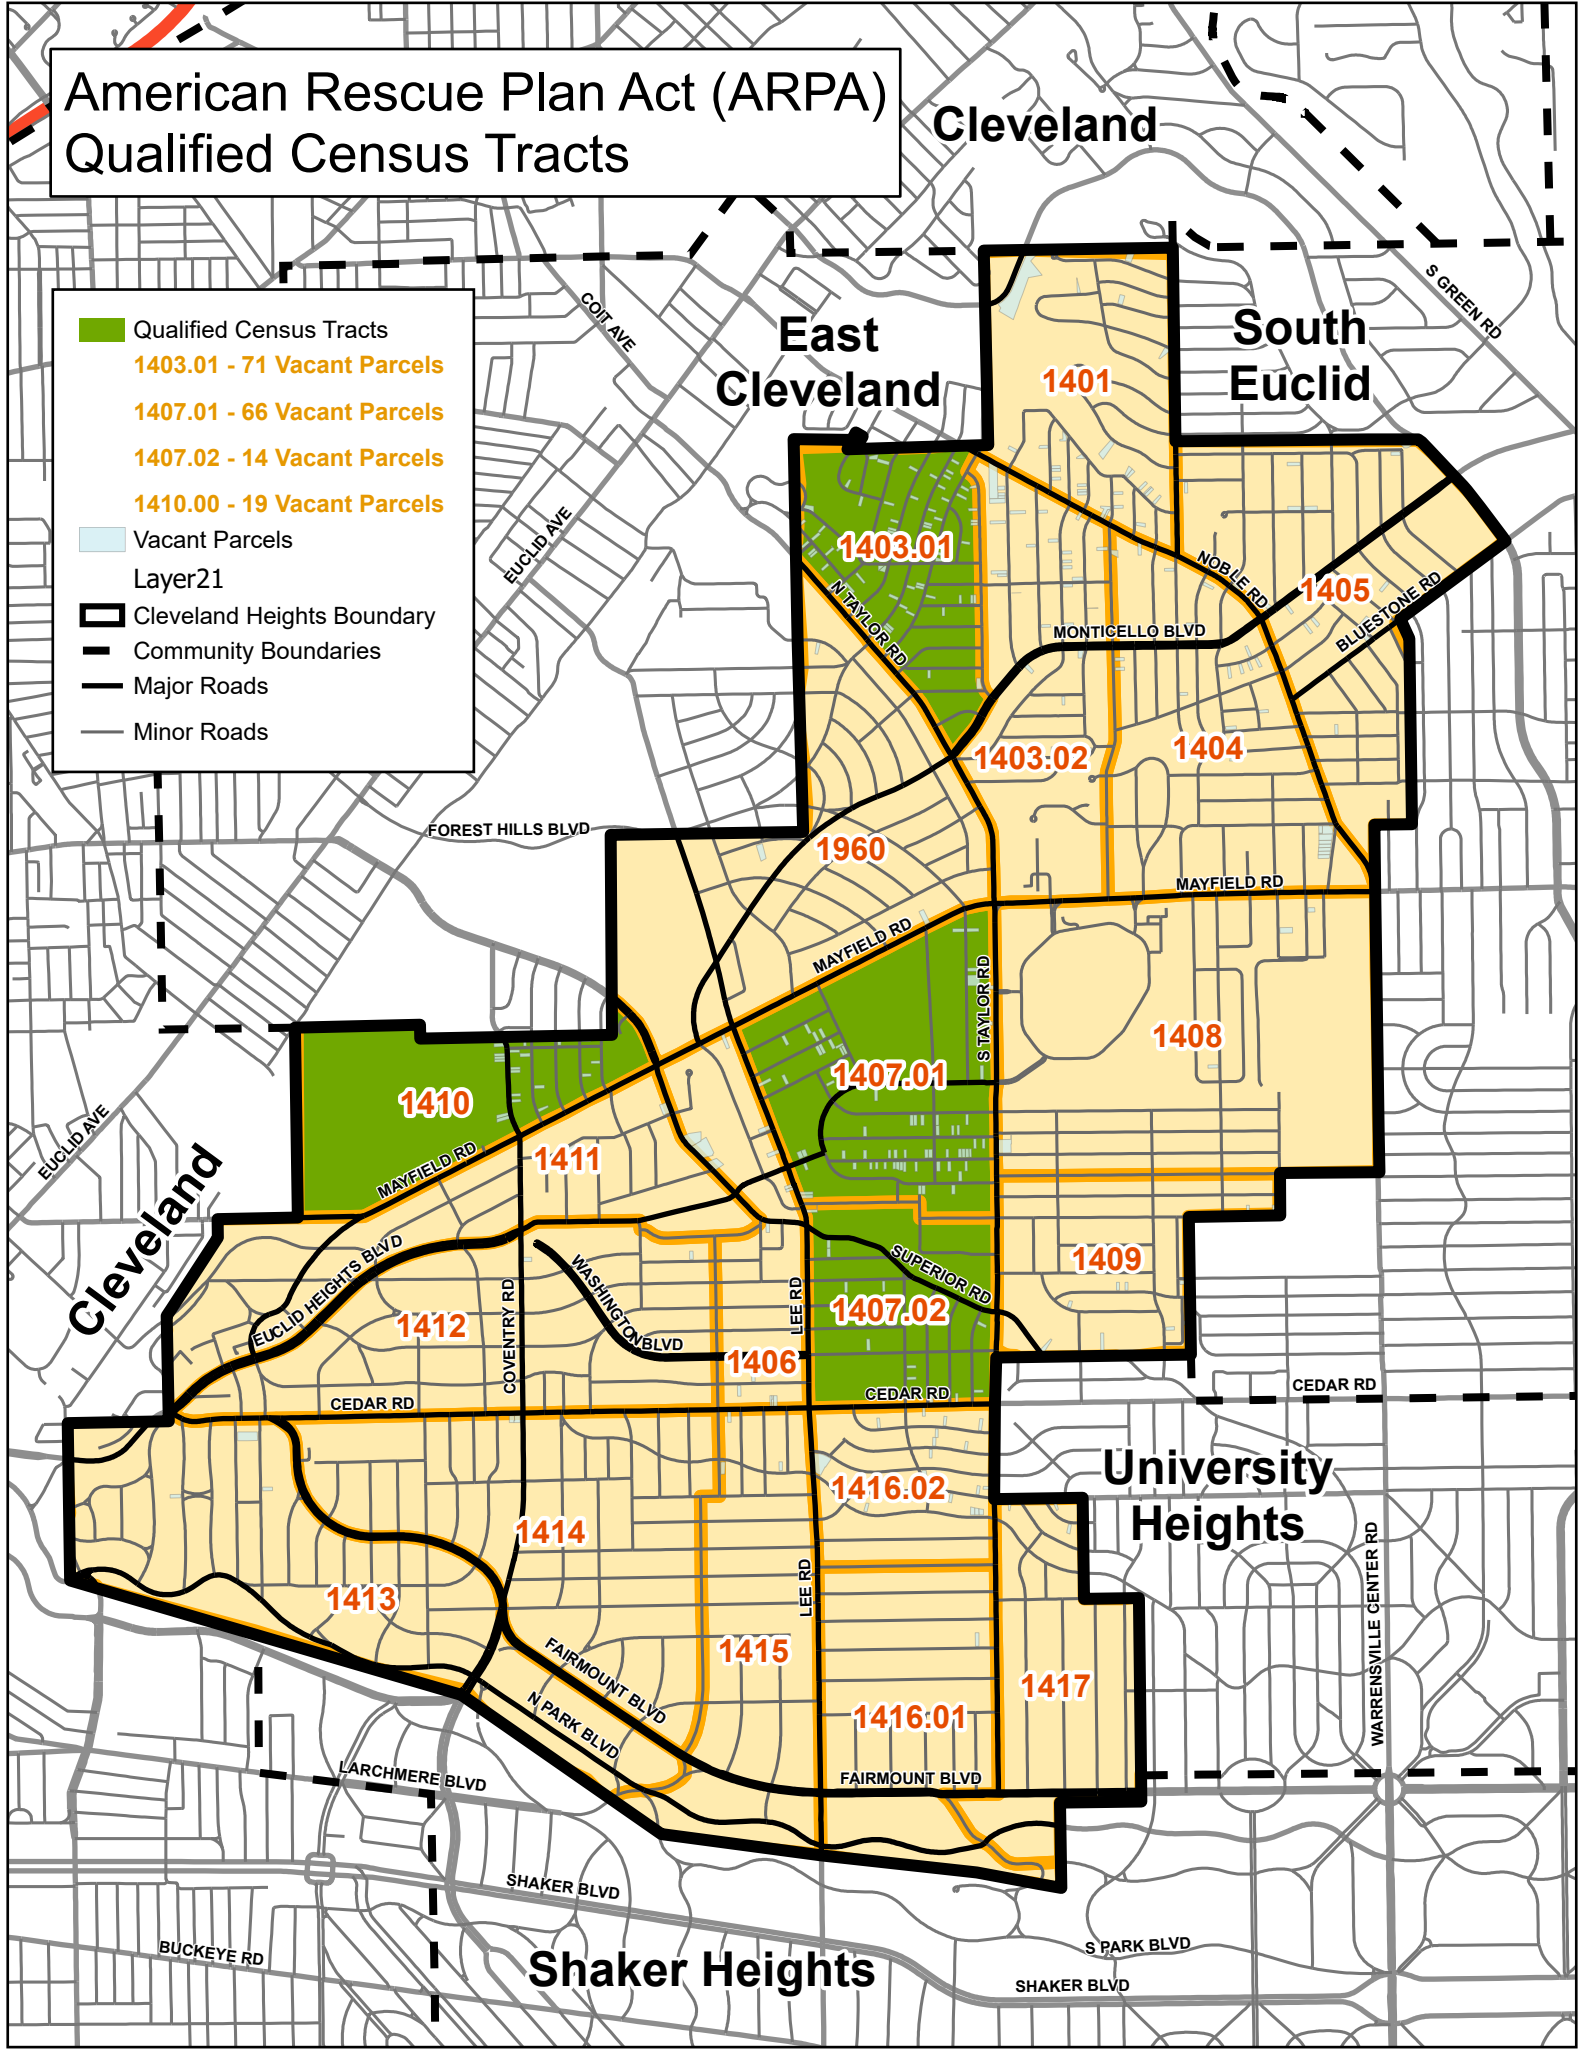 American Rescue Plan Act (ARPA)
Qualified Census Tracts
Cleveland
S GREEN RD
COIT AVE
East
Cleveland
South
Euclid
Qualified Census Tracts
1403.01 - 71 Vacant Parcels
1407.01 - 66 Vacant Parcels
1407.02 - 14 Vacant Parcels
1410.00 - 19 Vacant Parcels
Vacant Parcels
Layer21
Cleveland Heights Boundary
Community Boundaries
Major Roads
Minor Roads
1401
EUCLID AVE
1403.01
NOBLE RD
1405
BLUESTONE RD
N TAYLOR RD
MONTICELLO BLVD
1403.02
1404
FOREST HILLS BLVD
1960
MAYFIELD RD
MAYFIELD RD
S TAYLOR RD
1408
1407.01
1410
EUCLID AVE
MAYFIELD RD
1411
Cleveland
EUCLID HEIGHTS BLVD
1409
SUPERIOR RD
WASHINGTON BLVD
COVENTRY RD
LEE RD
1407.02
1412
1406
CEDAR RD
CEDAR RD
CEDAR RD
University
Heights
1416.02
1414
WARRENSVILLE CENTER RD
LEE RD
1413
1415
FAIRMOUNT BLVD
N PARK BLVD
1417
1416.01
LARCHMERE BLVD
FAIRMOUNT BLVD
SHAKER BLVD
S PARK BLVD
BUCKEYE RD
Shaker Heights
SHAKER BLVD